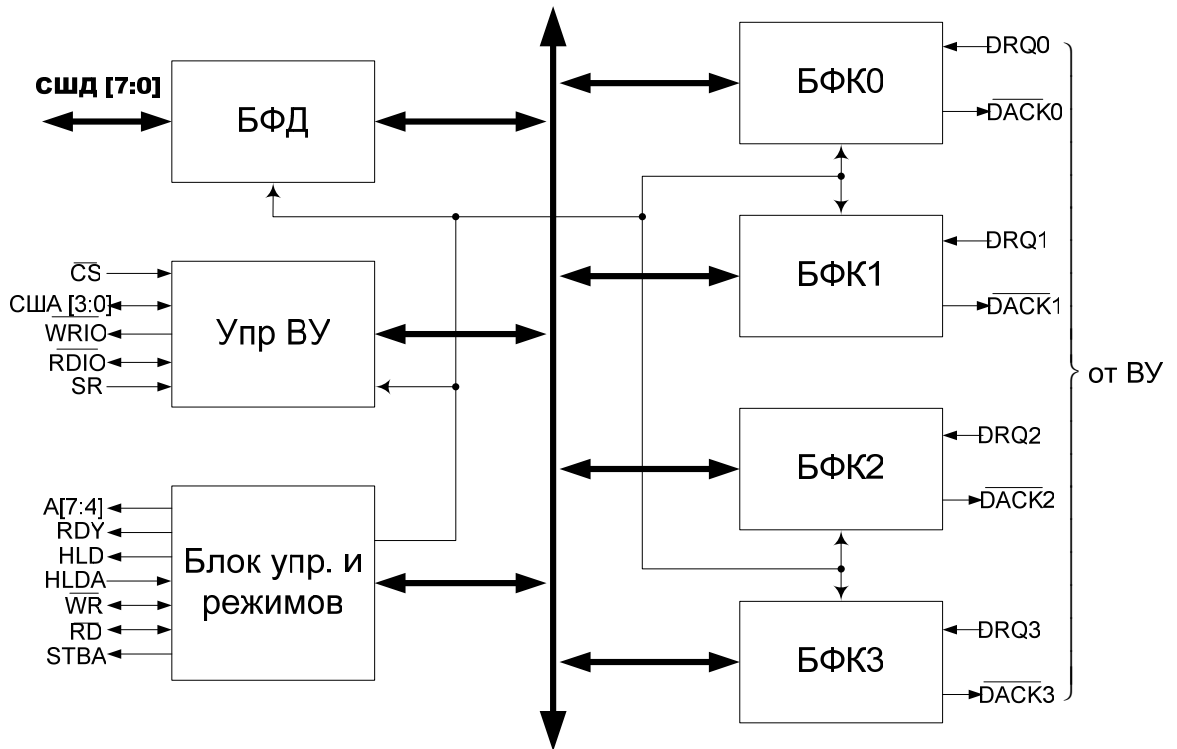 СШД [7:0]
БФД
CS
США [3:0]
WRIO
RDIO
SR
Упр ВУ
A[7:4]
RDY
HLD
HLDA
WR
RD
STBA
Блок упр. и
режимов
БФК0
DRQ0
DACK0
БФК1
DRQ1
DACK1
БФК2
DRQ2
DACK2
БФК3
DRQ3
DACK3
от ВУ